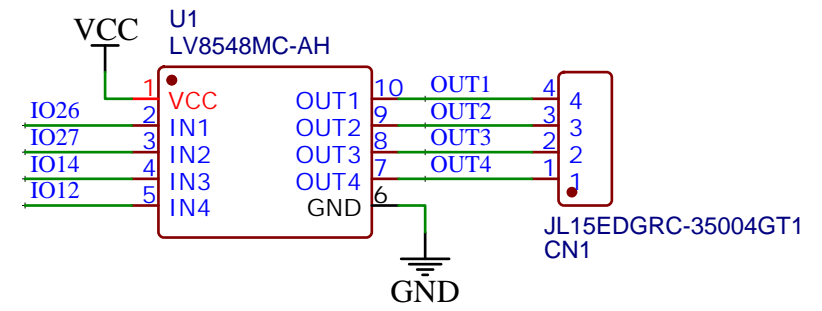 VCC
U1
LV8548MC-AH
1 VCC OUT1 10 OUT1 4 4
IO26 2 IN1 OUT2 9 OUT2 3 3
IO27 3 IN2 OUT3 8 OUT3 2 2
IO14 4 IN3 OUT4 7 OUT4 1 1
IO12 5 IN4 GND 6
JL15EDGRC-35004GT1
CN1
GND